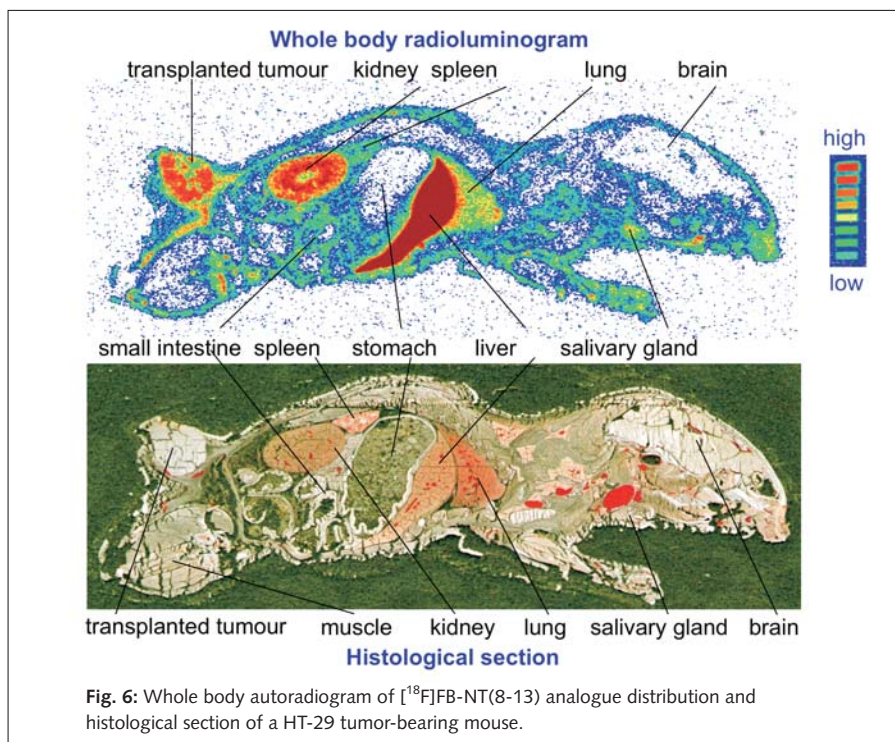 Whole body radioluminogram
transplanted tumour kidney spleen lung brain
high
low
small intestine spleen stomach liver salivary gland
transplanted tumour muscle kidney lung salivary gland brain
Histological section
Fig. 6: Whole body autoradiogram of [¹⁸F]FB-NT(8-13) analogue distribution and
histological section of a HT-29 tumor-bearing mouse.